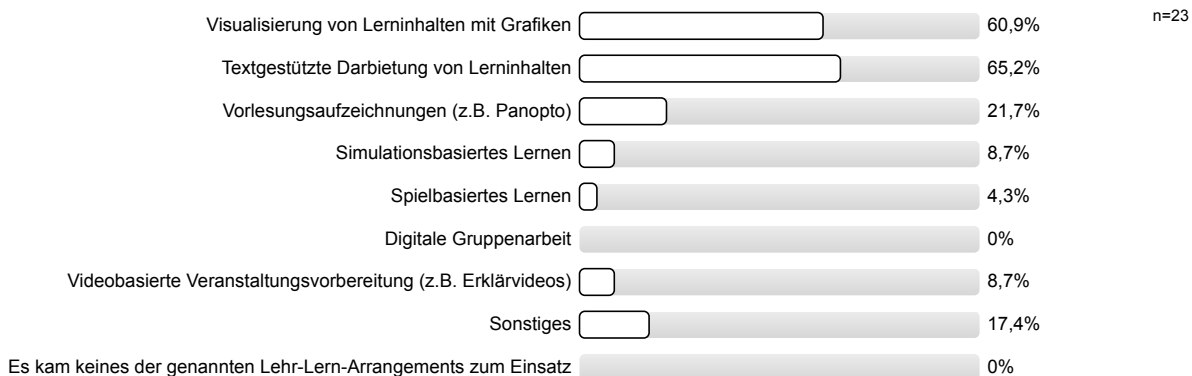 Visualisierung von Lerninhalten mit Grafiken 60,9% n=23
Textgestützte Darbietung von Lerninhalten 65,2%
Vorlesungsaufzeichnungen (z.B. Panopto) 21,7%
Simulationsbasiertes Lernen 8,7%
Spielbasiertes Lernen 4,3%
Digitale Gruppenarbeit 0%
Videobasierte Veranstaltungsvorbereitung (z.B. Erklärvideos) 8,7%
Sonstiges 17,4%
Es kam keines der genannten Lehr-Lern-Arrangements zum Einsatz 0%